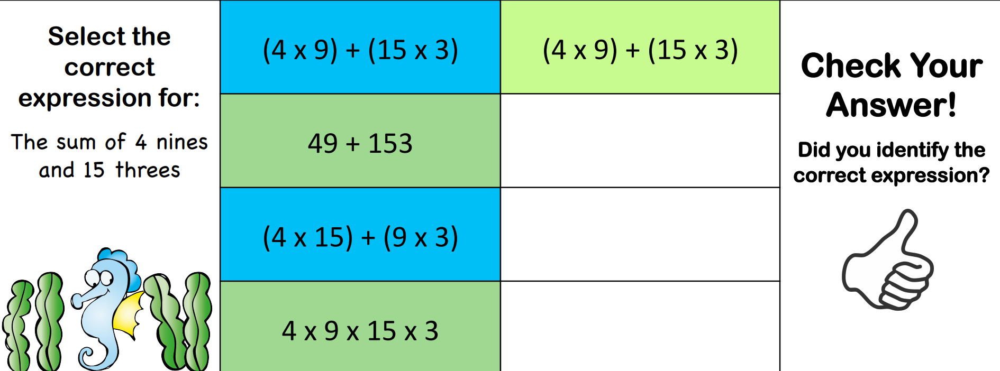 Select the
correct
expression for:
The sum of 4 nines
and 15 threes
(4 x 9) + (15 x 3)
49 + 153
(4 x 15) + (9 x 3)
4 x 9 x 15 x 3
(4 x 9) + (15 x 3)
Check Your
Answer!
Did you identify the
correct expression?